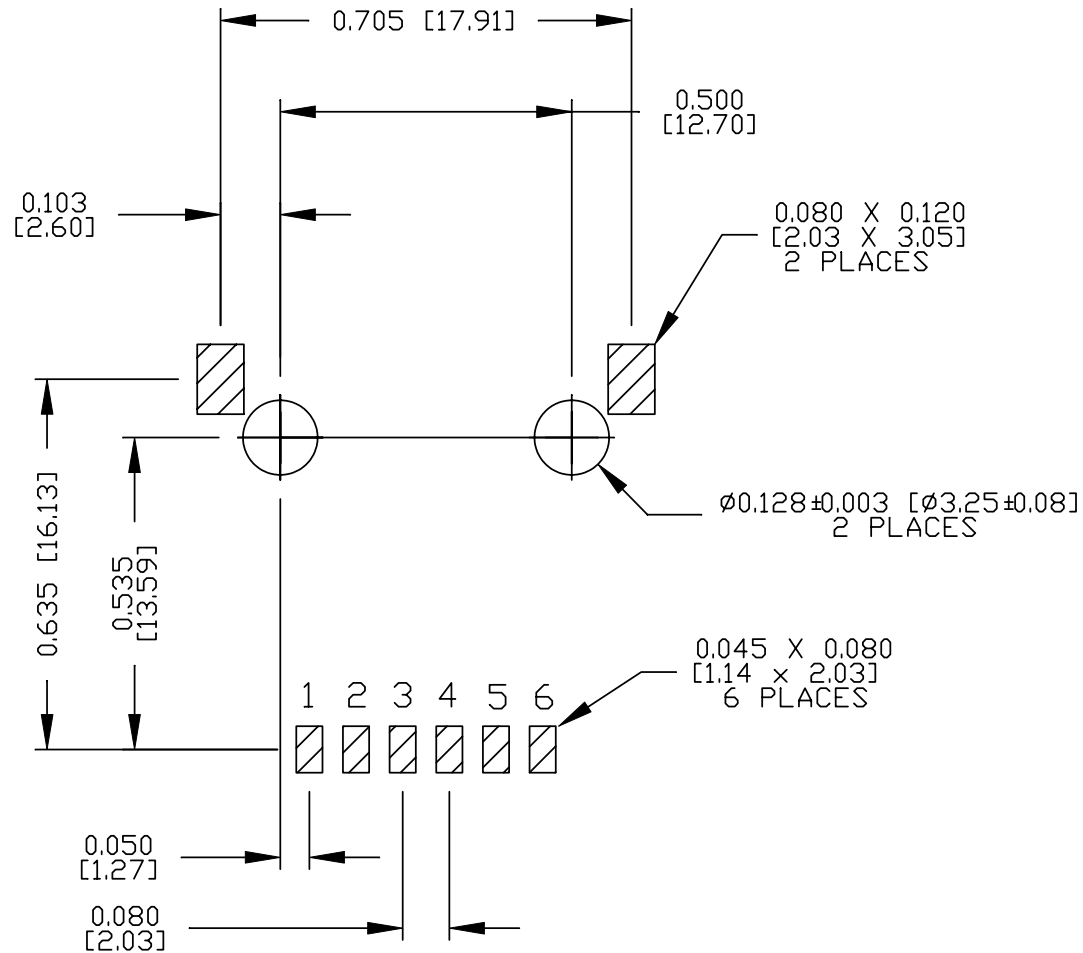 0.705 [17.91]
0.500
[12.70]
0.103
[2.60]
0.080 X 0.120
[2.03 X 3.05]
2 PLACES
Ø0.128±0.003 [Ø3.25±0.08]
2 PLACES
0.635 [16.13]
0.535
[13.59]
0.045 X 0.080
[1.14 x 2.03]
6 PLACES
1 2 3 4 5 6
0.050
[1.27]
0.080
[2.03]